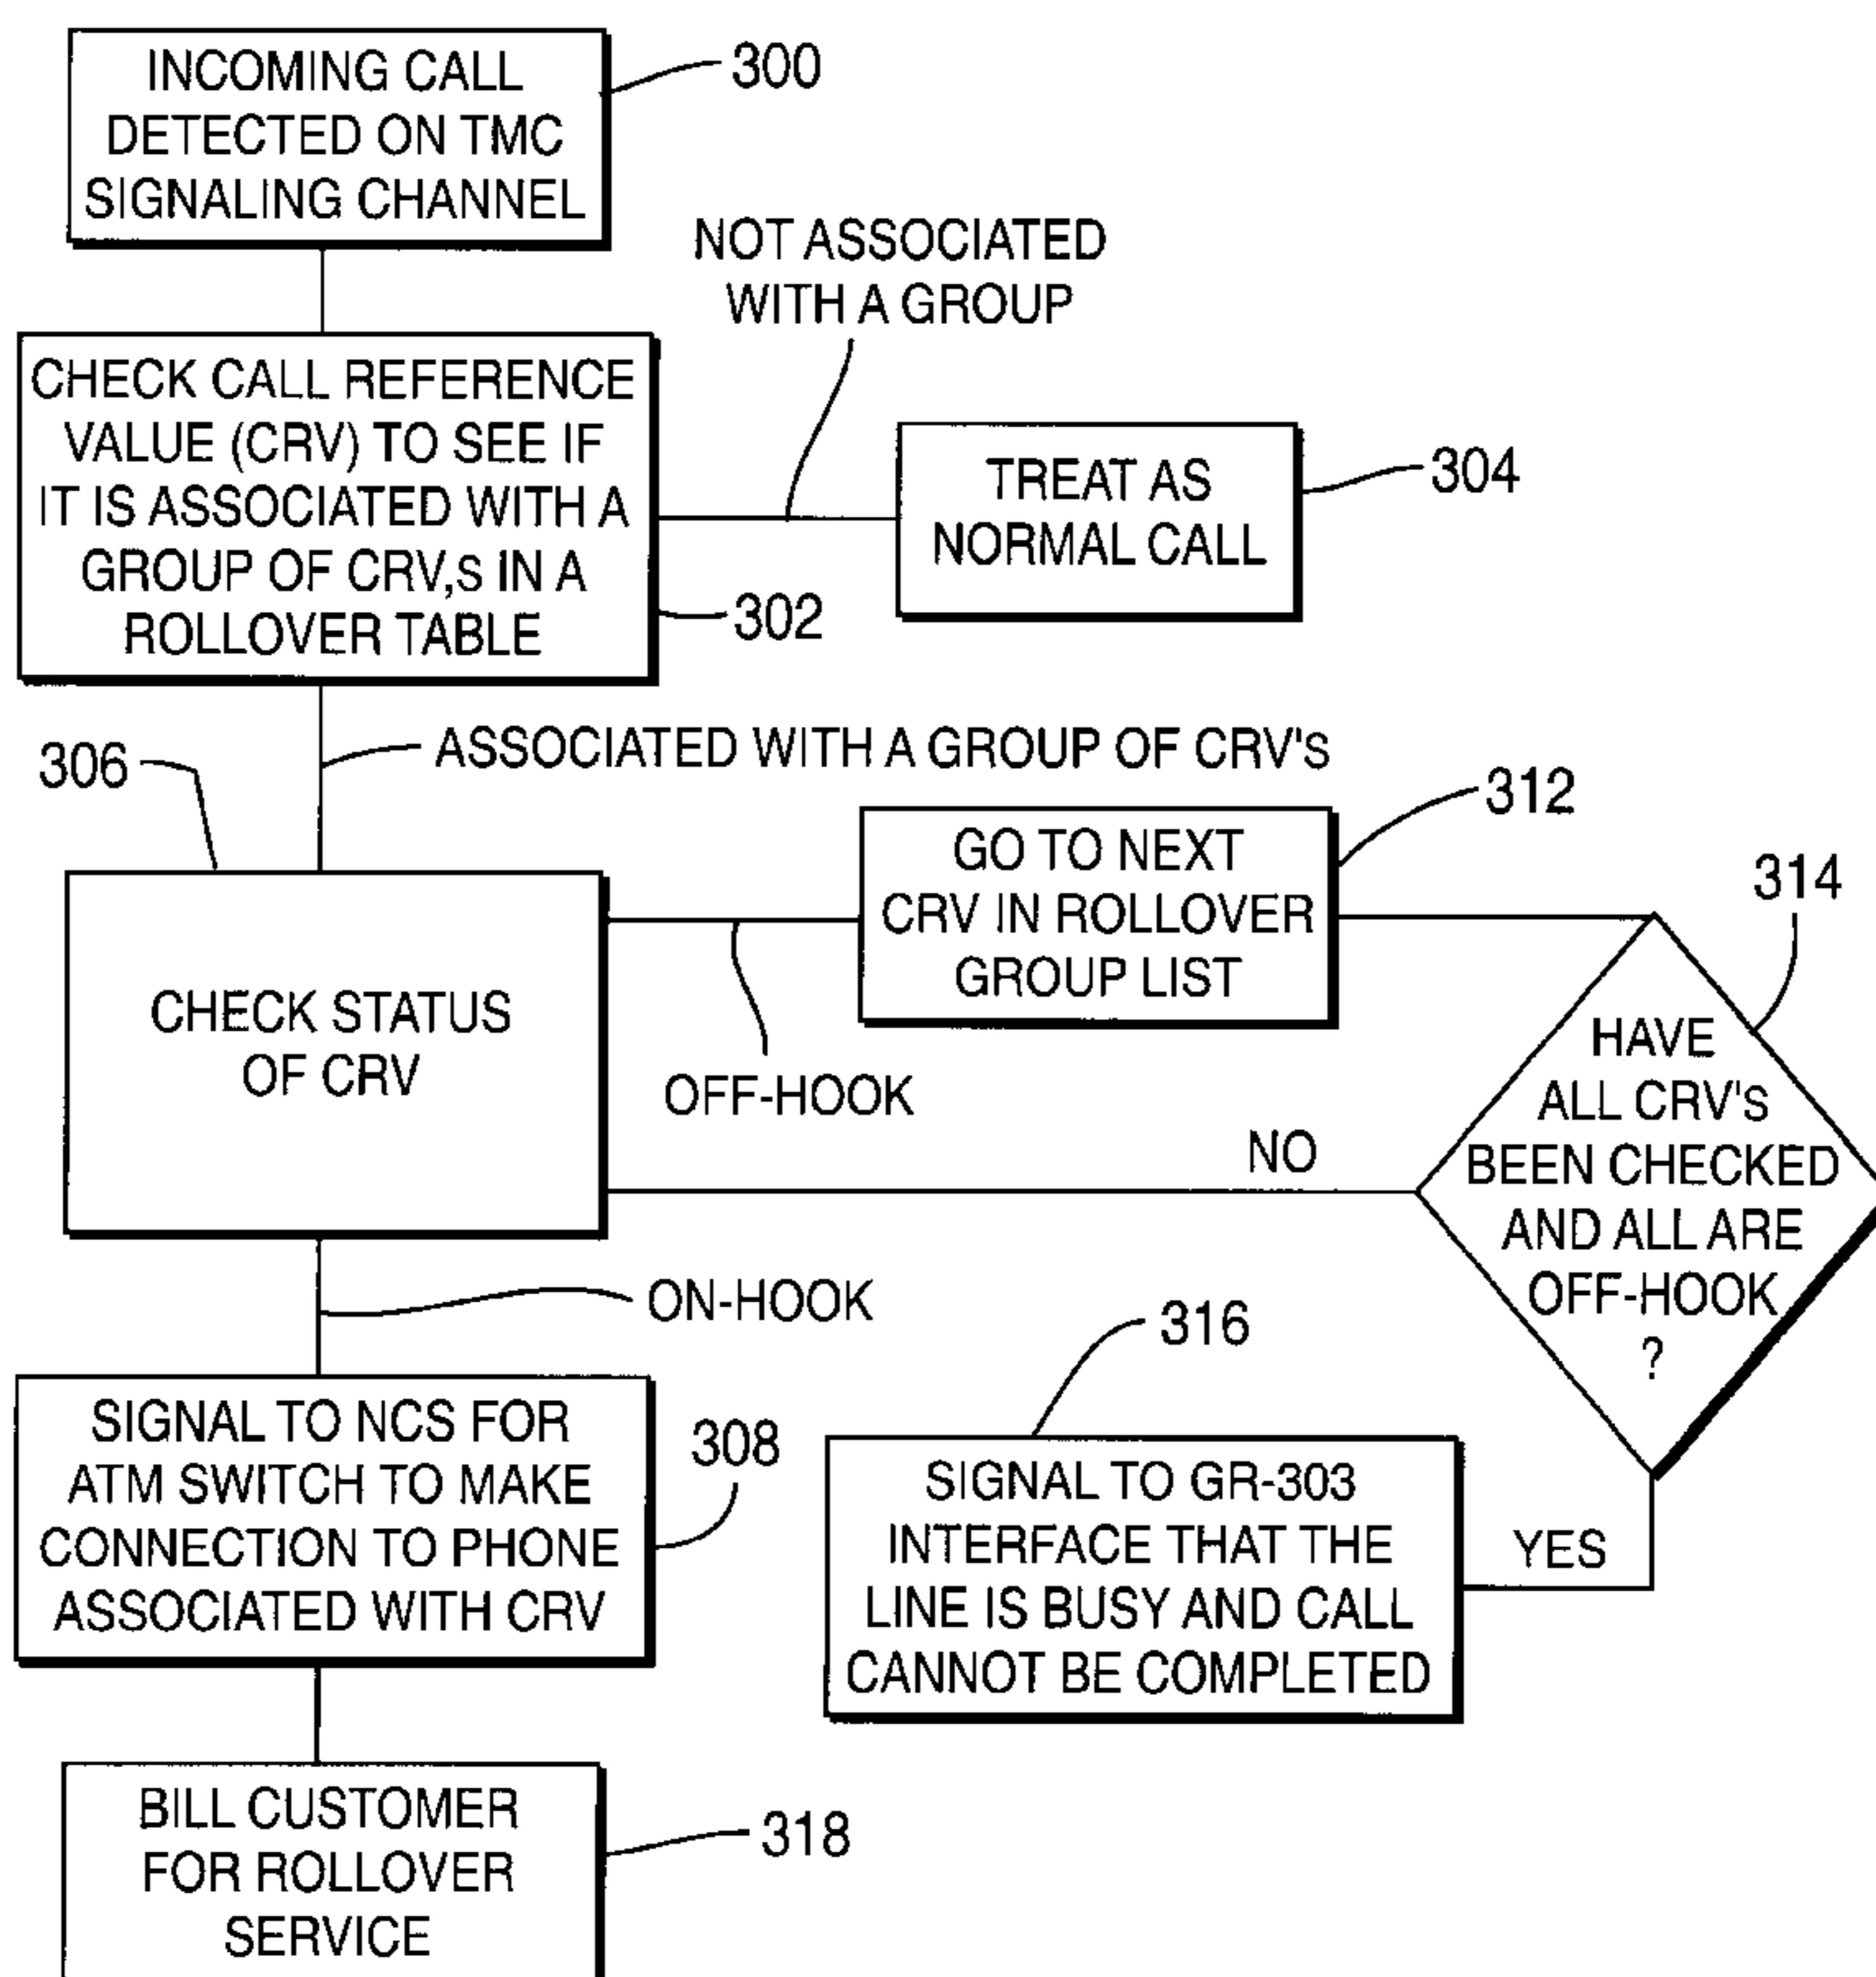 INCOMING CALL
DETECTED ON TMC
SIGNALING CHANNEL
300
NOT ASSOCIATED
WITH A GROUP
CHECK CALL REFERENCE
VALUE (CRV) TO SEE IF
IT IS ASSOCIATED WITH A
GROUP OF CRV,s IN A
ROLLOVER TABLE
302
TREAT AS
NORMAL CALL
304
306
ASSOCIATED WITH A GROUP OF CRV's
CHECK STATUS
OF CRV
GO TO NEXT
CRV IN ROLLOVER
GROUP LIST
312
314
OFF-HOOK
HAVE
ALL CRV's
BEEN CHECKED
AND ALL ARE
OFF-HOOK
?
NO
ON-HOOK
SIGNAL TO NCS FOR
ATM SWITCH TO MAKE
CONNECTION TO PHONE
ASSOCIATED WITH CRV
308
316
SIGNAL TO GR-303
INTERFACE THAT THE
LINE IS BUSY AND CALL
CANNOT BE COMPLETED
YES
BILL CUSTOMER
FOR ROLLOVER
SERVICE
318